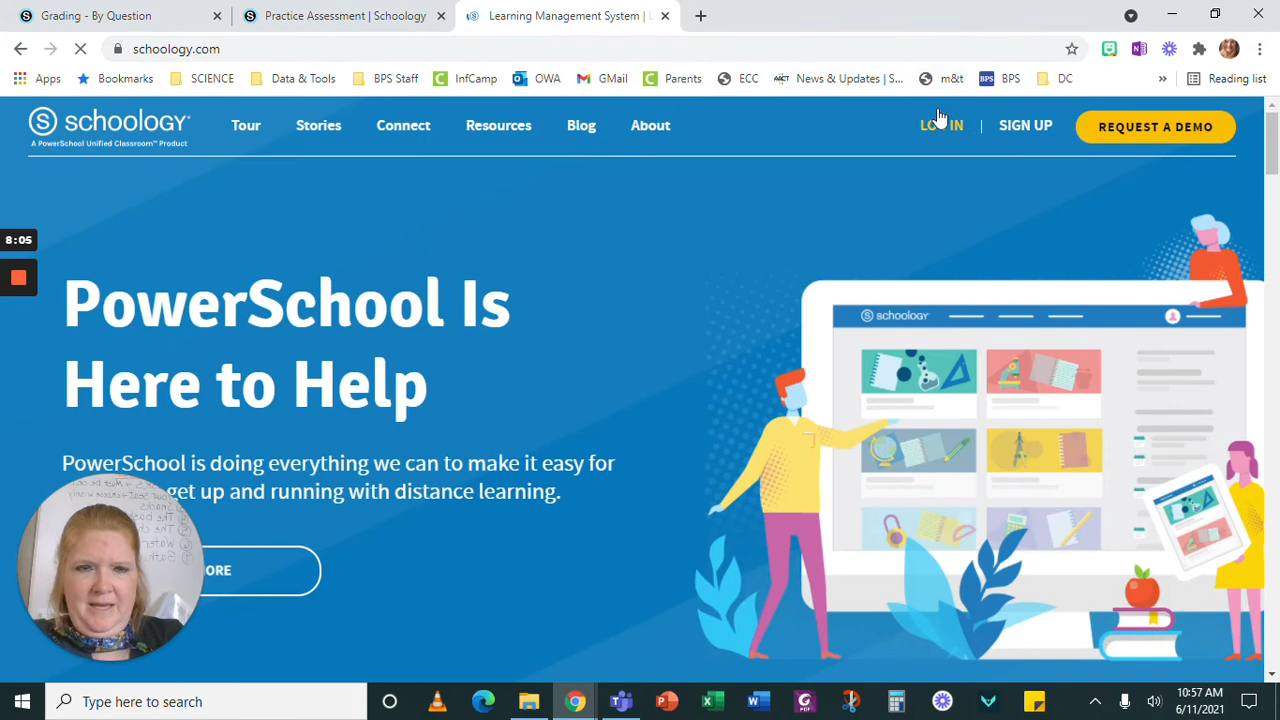 Grading - By Question
Practice Assessment | Schoology
Learning Management System |
schoology.com
Apps
Bookmarks
SCIENCE
Data & Tools
BPS Staff
InfCamp
OWA
GMail
Parents
ECC
News & Updates | S...
m&t
BPS
DC
»
Reading list
schoology
A PowerSchool Unified Classroom™ Product
Tour
Stories
Connect
Resources
Blog
About
LOG IN
SIGN UP
REQUEST A DEMO
8:05
PowerSchool Is
Here to Help
schoology
PowerSchool is doing everything we can to make it easy for
get up and running with distance learning.
ORE
Type here to search
10:57 AM
6/11/2021